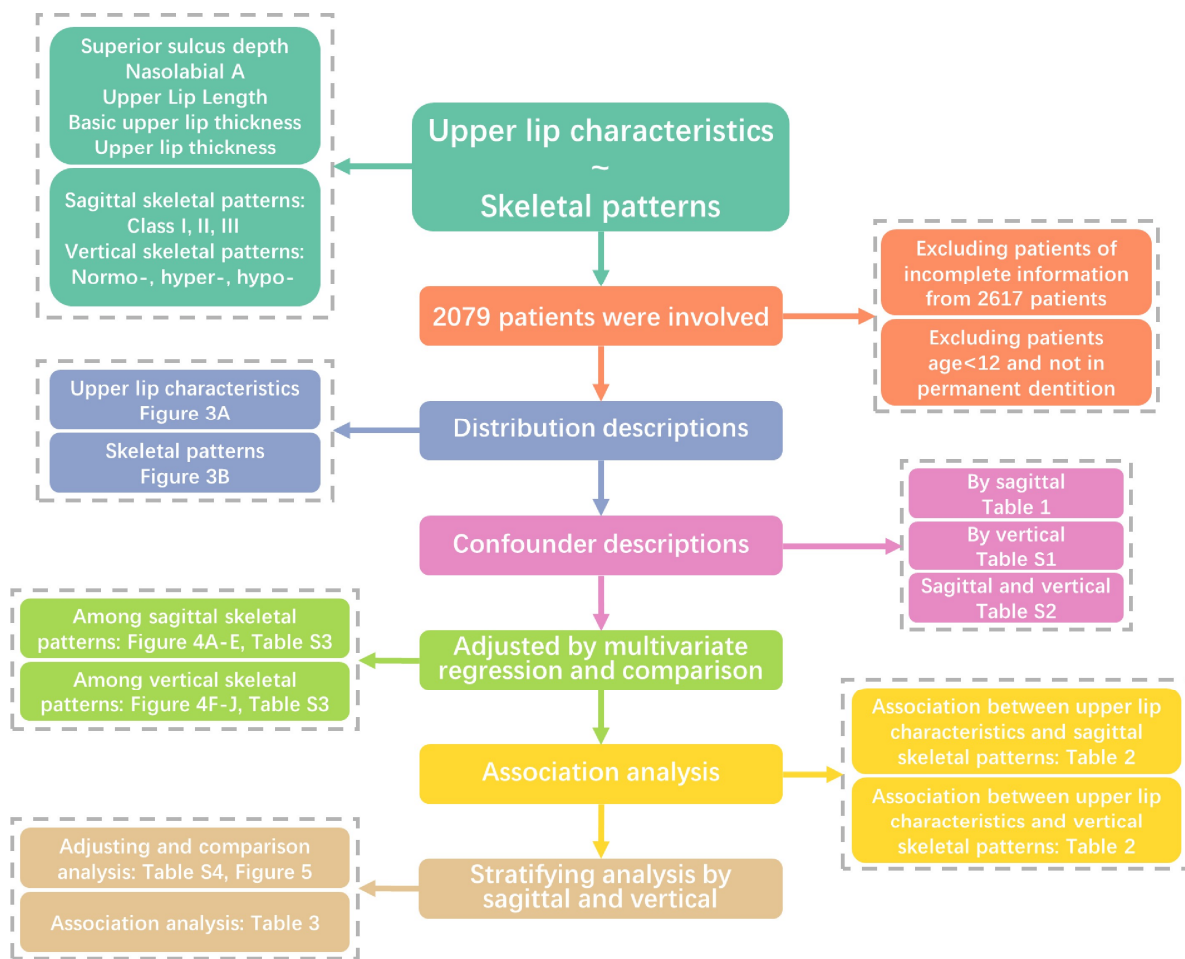 Superior sulcus depth
Nasolabial A
Upper Lip Length
Basic upper lip thickness
Upper lip thickness
Sagittal skeletal patterns:
Class I, II, III
Vertical skeletal patterns:
Normo-, hyper-, hypo-
Upper lip characteristics
~
Skeletal patterns
2079 patients were involved
Excluding patients of
incomplete information
from 2617 patients
Excluding patients
age<12 and not in
permanent dentition
Upper lip characteristics
Figure 3A
Skeletal patterns
Figure 3B
Distribution descriptions
Confounder descriptions
By sagittal
Table 1
By vertical
Table S1
Sagittal and vertical
Table S2
Among sagittal skeletal
patterns: Figure 4A-E, Table S3
Among vertical skeletal
patterns: Figure 4F-J, Table S3
Adjusted by multivariate
regression and comparison
Association analysis
Association between upper lip
characteristics and sagittal
skeletal patterns: Table 2
Association between upper lip
characteristics and vertical
skeletal patterns: Table 2
Adjusting and comparison
analysis: Table S4, Figure 5
Association analysis: Table 3
Stratifying analysis by
sagittal and vertical